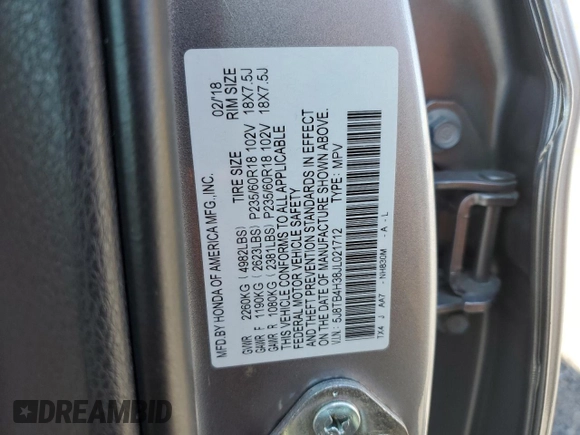 MFD.BY HONDA OF AMERICA MFG.,INC. 02/'18
TIRE SIZE RIM SIZE
GVWR 2260KG ( 4982LBS)
GAWR F 1190KG ( 2623LBS) P235/60R18 102V 18X7.5J
GAWR R 1080KG ( 2381LBS) P235/60R18 102V 18X7.5J
THIS VEHICLE CONFORMS TO ALL APPLICABLE
FEDERAL MOTOR VEHICLE SAFETY
AND THEFT PREVENTION STANDARDS IN EFFECT
ON THE DATE OF MANUFACTURE SHOWN ABOVE.
V.I.N.: 5J8TB4H38JL021712 TYPE: MPV
TX4 J AA7 NH830M - A - L
DREAMBID